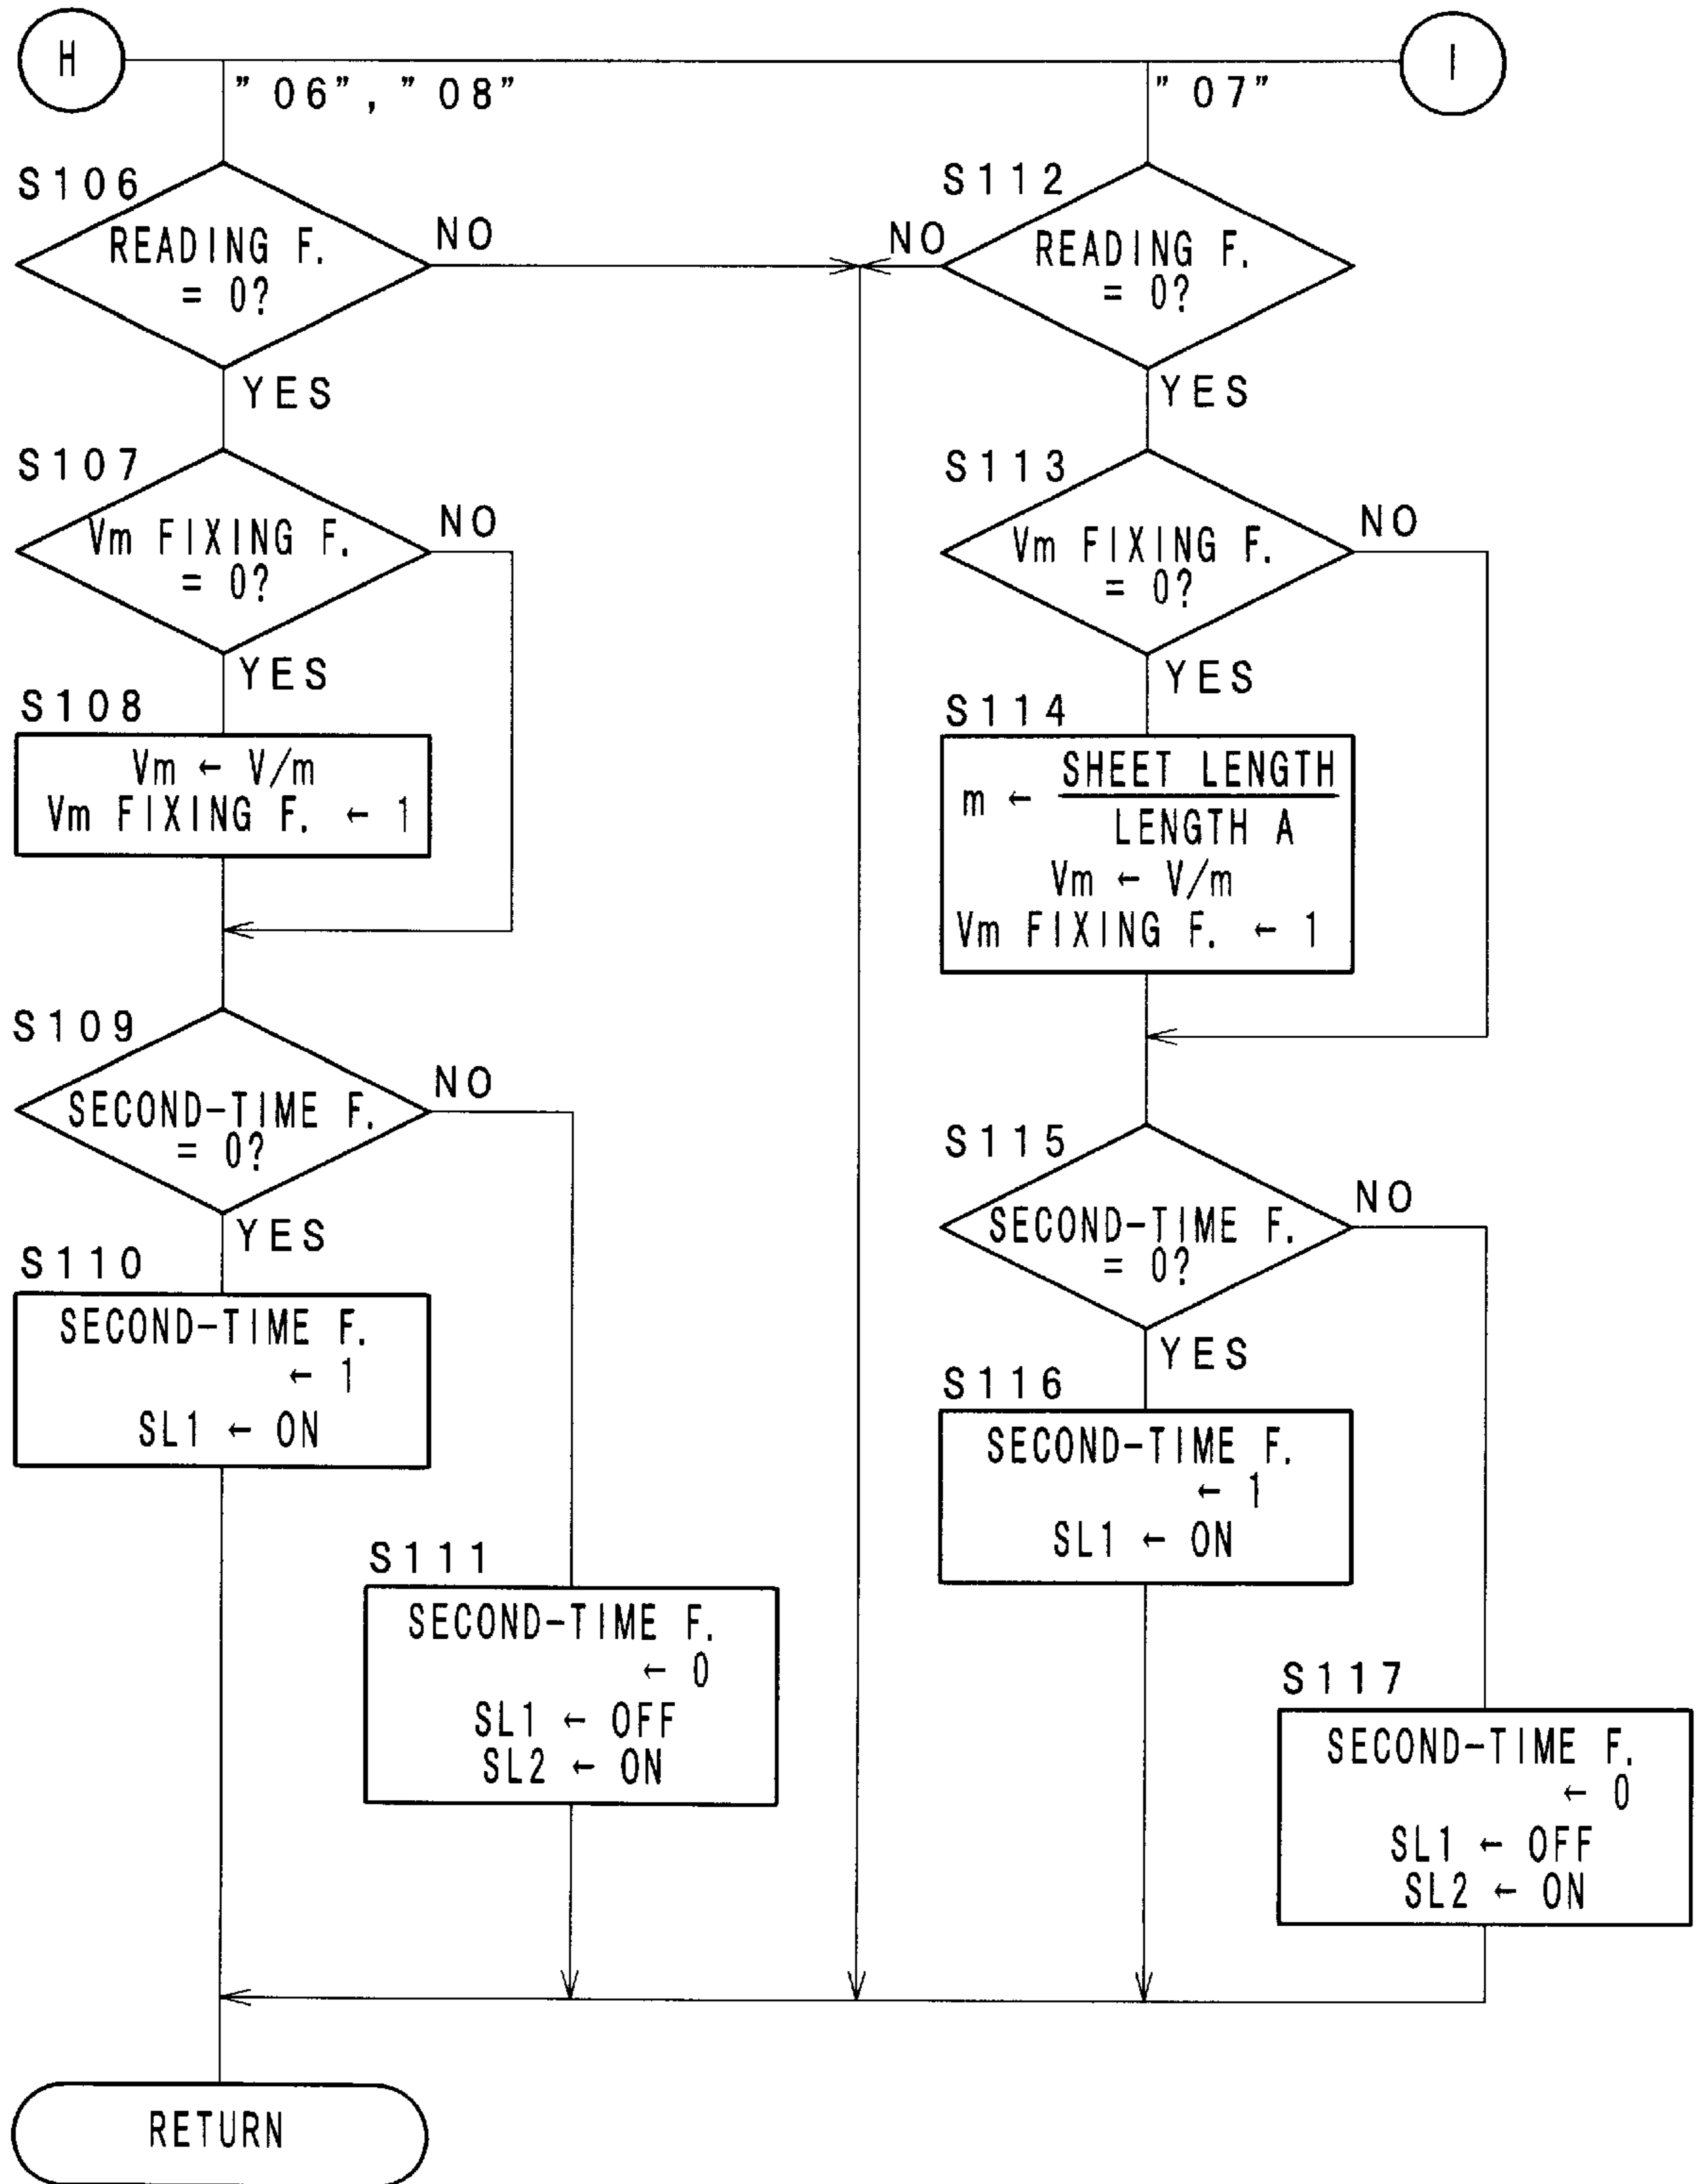 H
I
" 06", " 08"
" 07"
S106
READING F.
= 0?
NO
YES
S107
Vm FIXING F.
= 0?
NO
YES
S108
Vm ← V/m
Vm FIXING F. ← 1
S109
SECOND-TIME F.
= 0?
NO
YES
S110
SECOND-TIME F.
← 1
SL1 ← ON
S111
SECOND-TIME F.
← 0
SL1 ← OFF
SL2 ← ON
S112
READING F.
= 0?
NO
YES
S113
Vm FIXING F.
= 0?
NO
YES
S114
m ← SHEET LENGTH
LENGTH A
Vm ← V/m
Vm FIXING F. ← 1
S115
SECOND-TIME F.
= 0?
NO
YES
S116
SECOND-TIME F.
← 1
SL1 ← ON
S117
SECOND-TIME F.
← 0
SL1 ← OFF
SL2 ← ON
RETURN